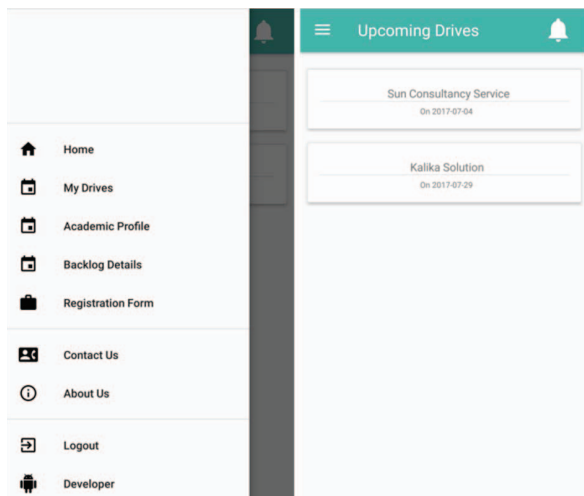 Home
My Drives
Academic Profile
Backlog Details
Registration Form
Contact Us
About Us
Logout
Developer
Upcoming Drives
Sun Consultancy Service
On 2017-07-04
Kalika Solution
On 2017-07-29